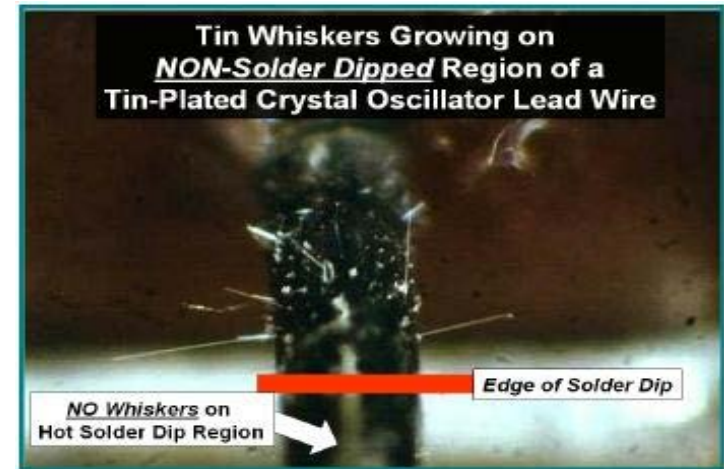 Tin Whiskers Growing on
NON-Solder Dipped Region of a
Tin-Plated Crystal Oscillator Lead Wire
Edge of Solder Dip
NO Whiskers on
Hot Solder Dip Region